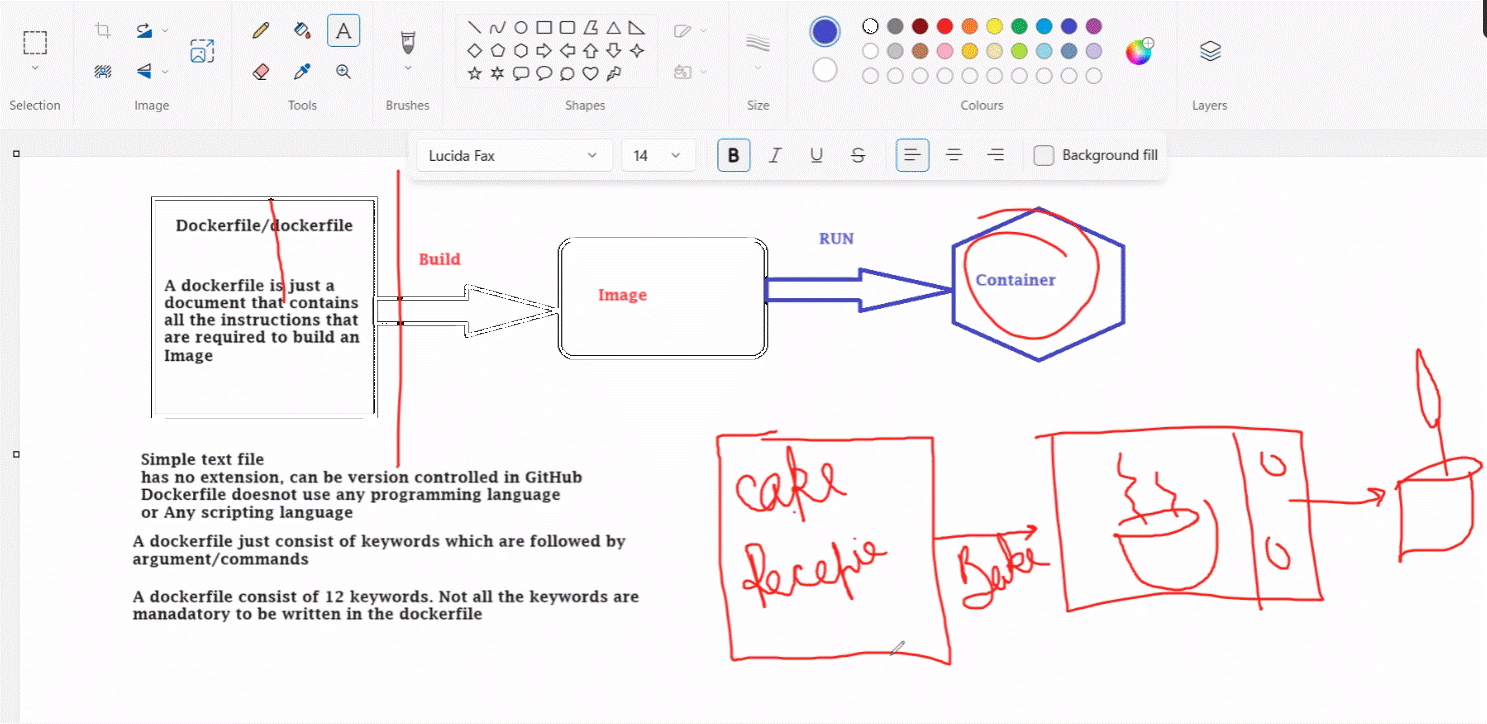 Selection
Image
Tools
Brushes
Shapes
Size
Colours
Layers
A
Lucida Fax
14
B
I
U
S
Background fill
Dockerfile/dockerfile
A dockerfile is just a
document that contains
all the instructions that
are required to build an
Image
Build
Image
RUN
Container
Simple text file
has no extension, can be version controlled in GitHub
Dockerfile doesnot use any programming language
or Any scripting language
A dockerfile just consist of keywords which are followed by
argument/commands
A dockerfile consist of 12 keywords. Not all the keywords are
manadatory to be written in the dockerfile
cake
Recepie
Bake